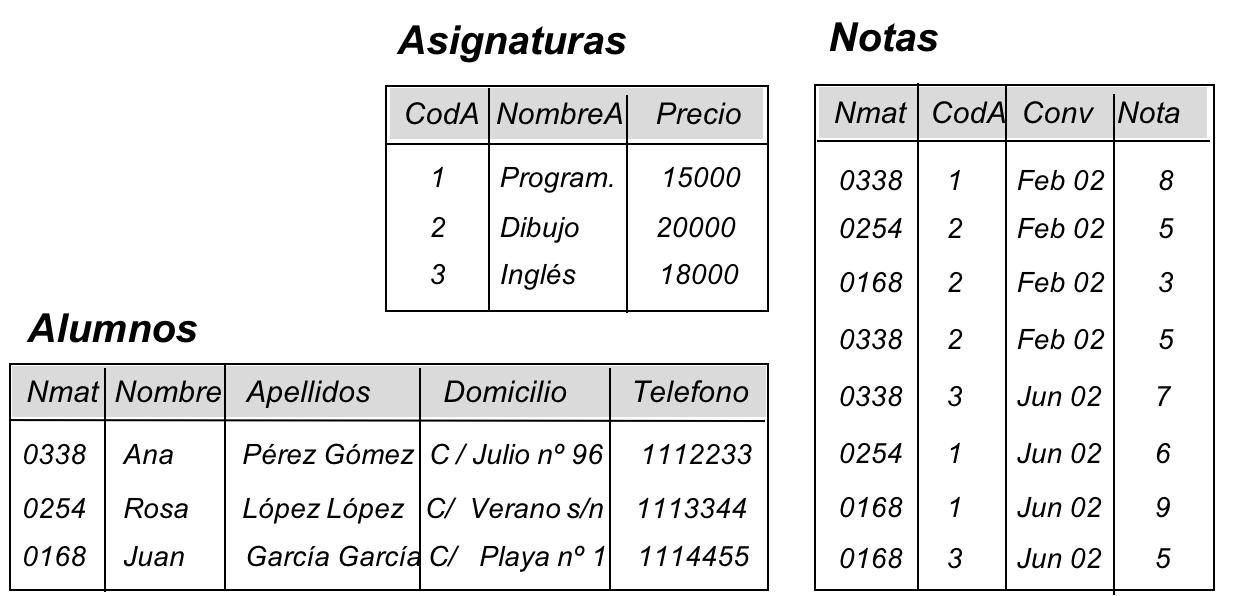 Asignaturas
CodA NombreA Precio
1 Program. 15000
2 Dibujo 20000
3 Inglés 18000
Notas
Nmat CodA Conv Nota
0338 1 Feb 02 8
0254 2 Feb 02 5
0168 2 Feb 02 3
0338 2 Feb 02 5
0338 3 Jun 02 7
0254 1 Jun 02 6
0168 1 Jun 02 9
0168 3 Jun 02 5
Alumnos
Nmat Nombre Apellidos Domicilio Telefono
0338 Ana Pérez Gómez C / Julio nº 96 1112233
0254 Rosa López López C/ Verano s/n 1113344
0168 Juan García García C/ Playa nº 1 1114455